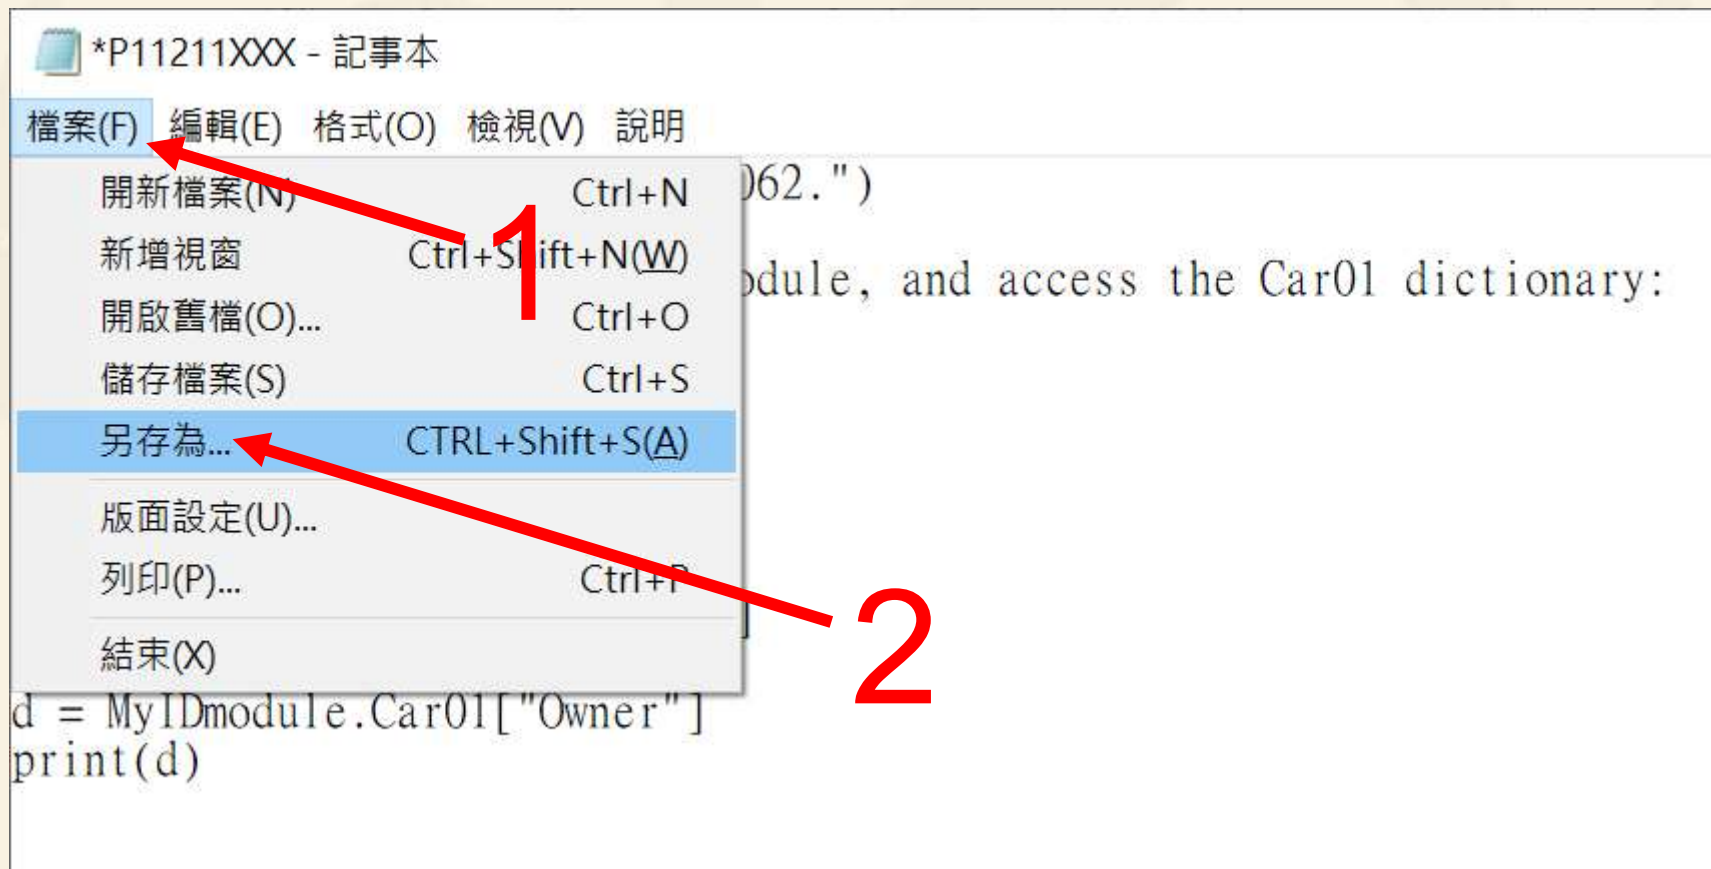 *P11211XXX - 記事本
檔案(F) 編輯(E) 格式(O) 檢視(V) 說明
開新檔案(N) Ctrl+N
新增視窗 Ctrl+Shift+N(W)
開啟舊檔(O)... Ctrl+O
儲存檔案(S) Ctrl+S
另存為... CTRL+Shift+S(A)
版面設定(U)...
列印(P)... Ctrl+P
結束(X)
1
2
062.")
odule, and access the Car01 dictionary:
]
d = MyIDmodule.Car01["Owner"]
print(d)